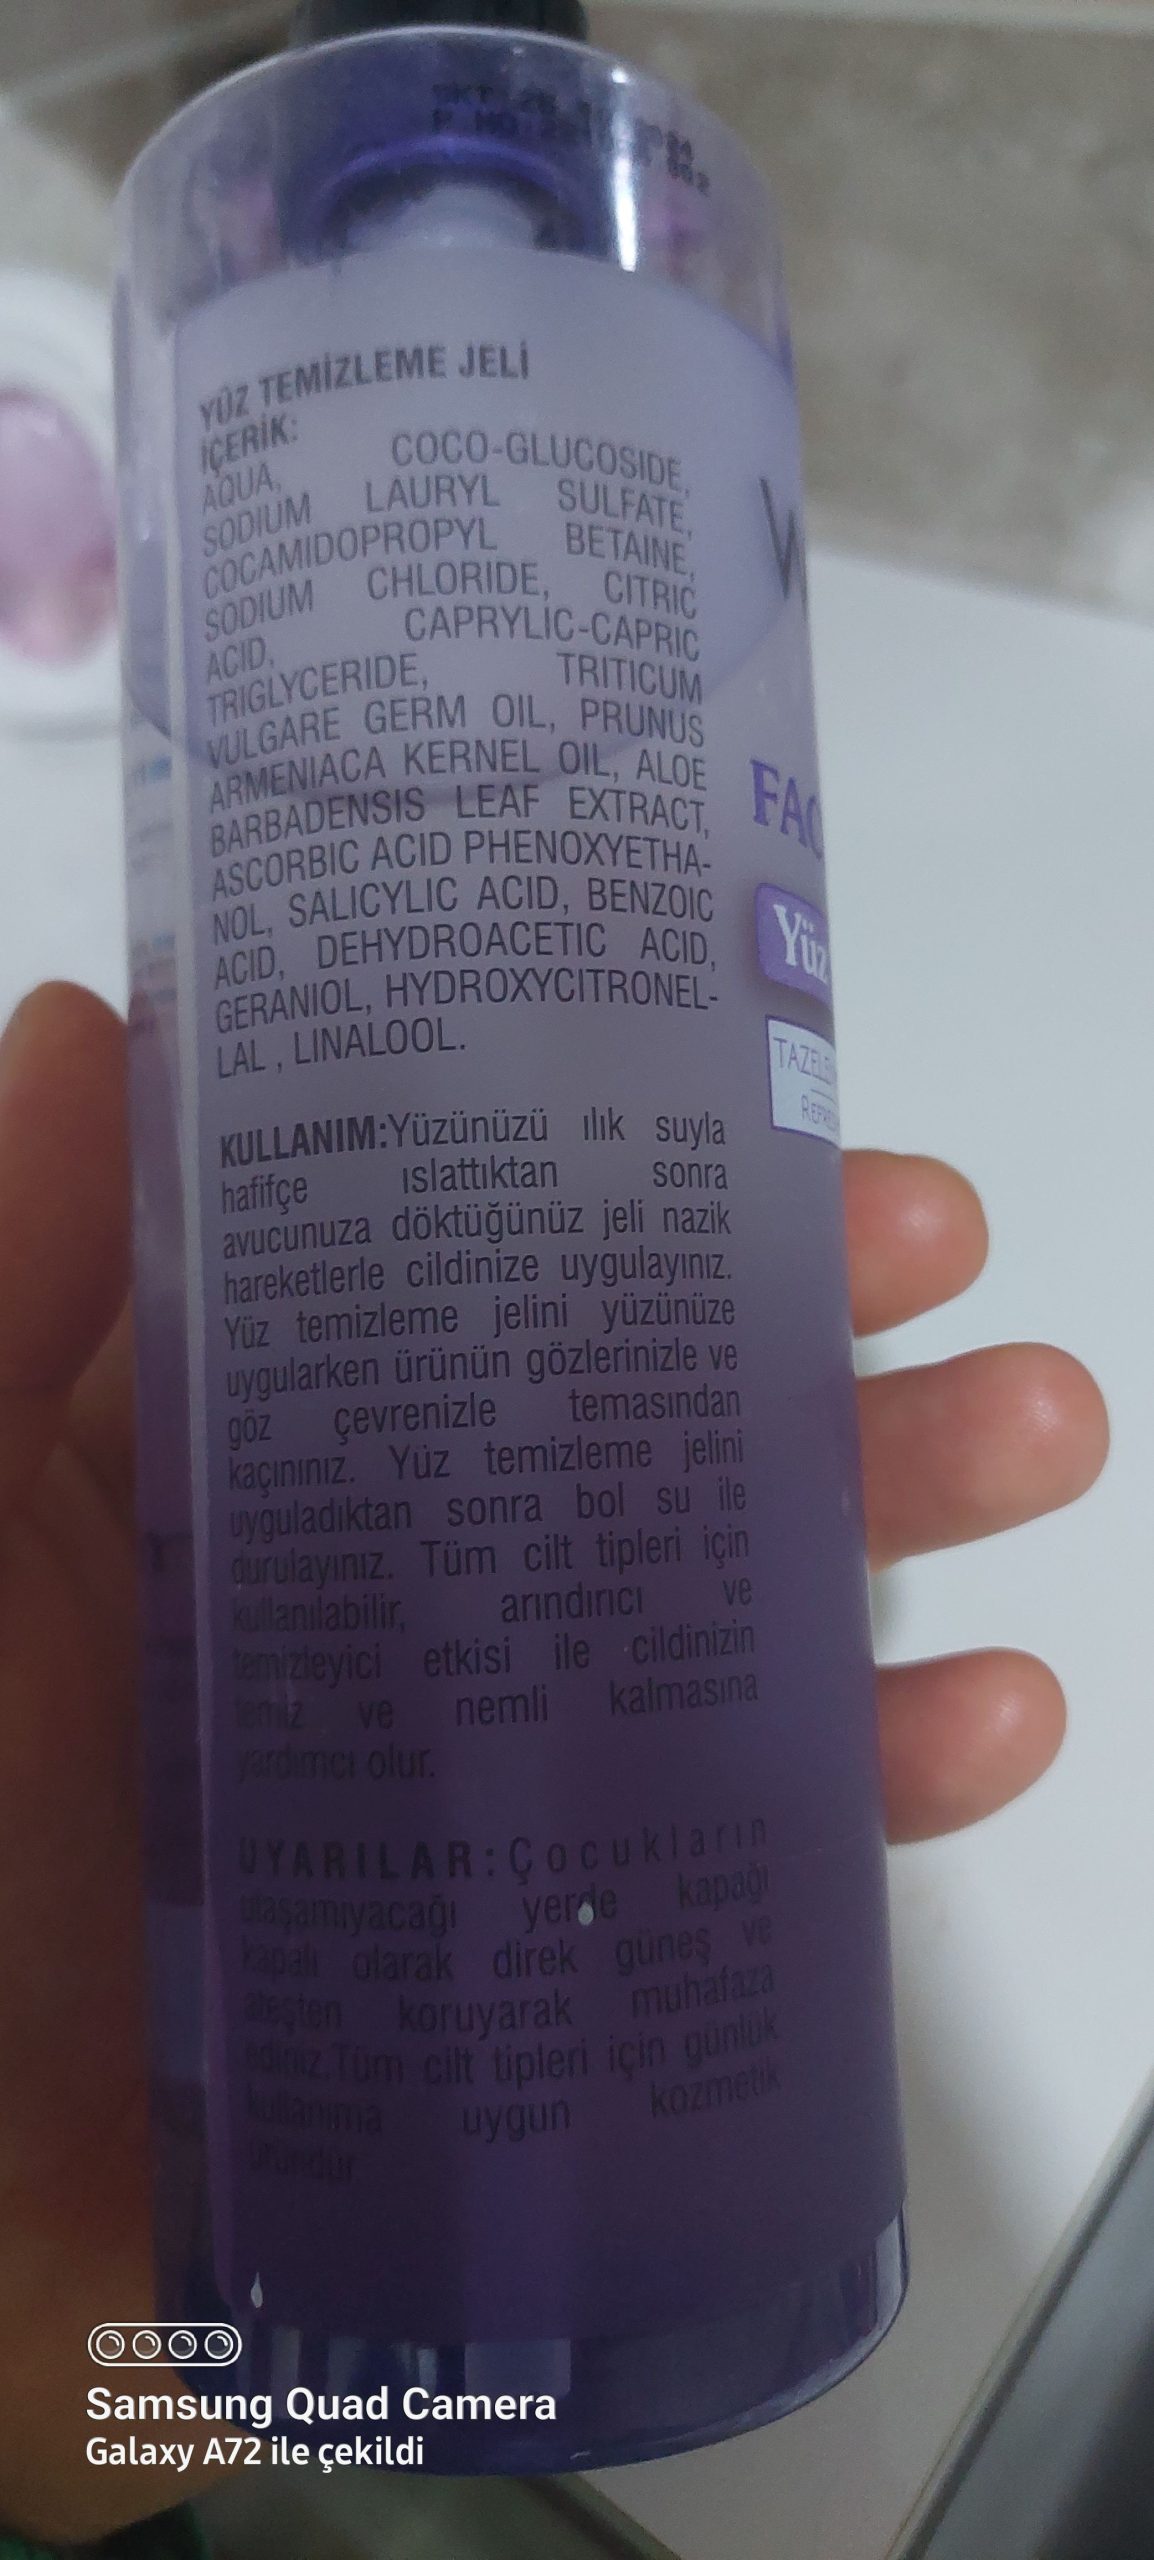 YÜZ TEMİZLEME JELİ
İÇERİK:
AQUA, COCO-GLUCOSIDE,
SODIUM LAURYL SULFATE,
COCAMIDOPROPYL BETAINE,
SODIUM CHLORIDE, CITRIC
ACID, CAPRYLİC-CAPRIC
TRIGLYCERIDE, TRITICUM
VULGARE GERM OIL, PRUNUS
ARMENIACA KERNEL OIL, ALOE
BARBADENSIS LEAF EXTRACT,
ASCORBIC ACID PHENOXYETHA-
NOL, SALICYLIC ACID, BENZOIC
ACID, DEHYDROACETIC ACID,
GERANIOL, HYDROXYCITRONEL-
LAL , LINALOOL.
KULLANIM:Yüzünüzü ılık suyla
hafifçe ıslattıktan sonra
avucunuza döktüğünüz jeli nazik
hareketlerle cildinize uygulayınız.
Yüz temizleme jelini yüzünüze
uygularken ürünün gözlerinizle ve
göz çevrenizle temasından
kaçınınız. Yüz temizleme jelini
uyguladıktan sonra bol su ile
durulayınız. Tüm cilt tipleri için
kullanılabilir, arındırıcı ve
temizleyici etkisi ile cildinizin
temiz ve nemli kalmasına
yardımcı olur.
UYARILAR:Çocukların
ulaşamıyacağı yerde kapağı
kapalı olarak direk güneş ve
ateşten koruyarak muhafaza
ediniz.Tüm cilt tipleri için günlük
kullanıma uygun kozmetik
üründür.
FAC
Yüz
Samsung Quad Camera
Galaxy A72 ile çekildi